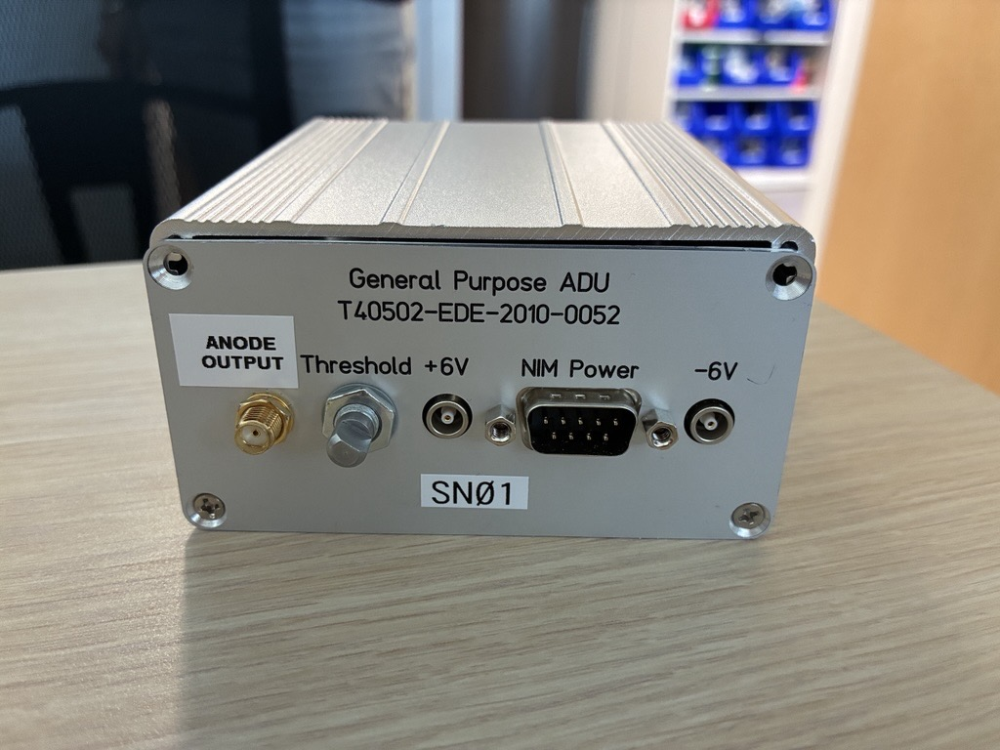 General Purpose ADU
T40502-EDE-2010-0052
ANODE
OUTPUT
Threshold +6V NIM Power -6V
SNØ1